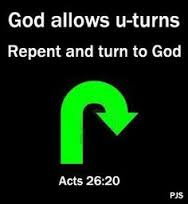 God allows u-turns
Repent and turn to God
Acts 26:20
PJS